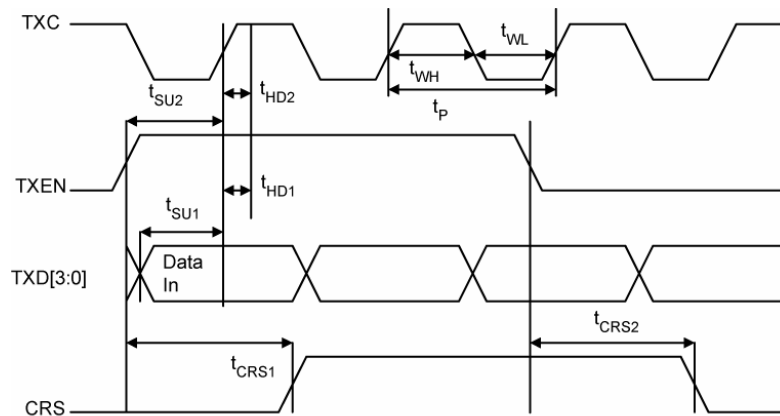 TXC
tWL
tWH
tSU2
tHD2
tP
TXEN
tHD1
tSU1
Data
In
TXD[3:0]
tCRS2
tCRS1
CRS